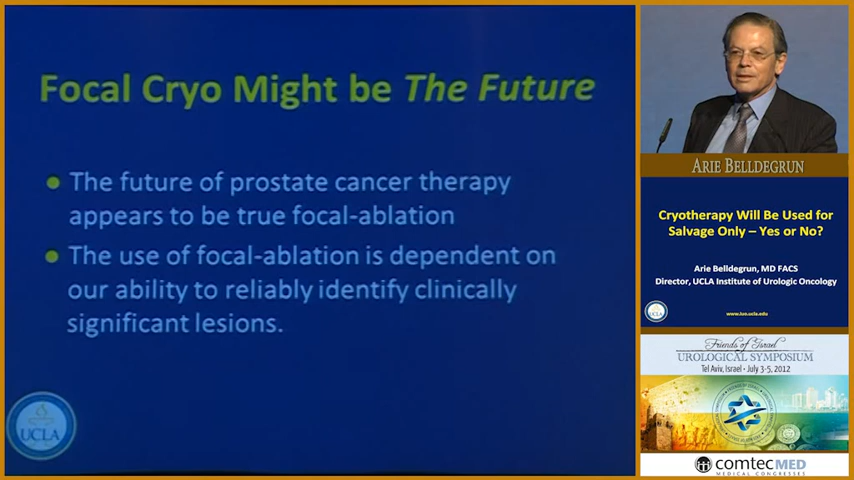 Focal Cryo Might be The Future
The future of prostate cancer therapy
appears to be true focal-ablation
The use of focal-ablation is dependent on
our ability to reliably identify clinically
significant lesions.
UCLA
ARIE BELLDEGRUN
Cryotherapy Will Be Used for
Salvage Only – Yes or No?
Arie Belldegrun, MD FACS
Director, UCLA Institute of Urologic Oncology
UCLA
www.iuo.ucla.edu
Friends of Israel
UROLOGICAL SYMPOSIUM
Tel Aviv, Israel • July 3-5, 2012
comtecMED
MEDICAL CONGRESSES